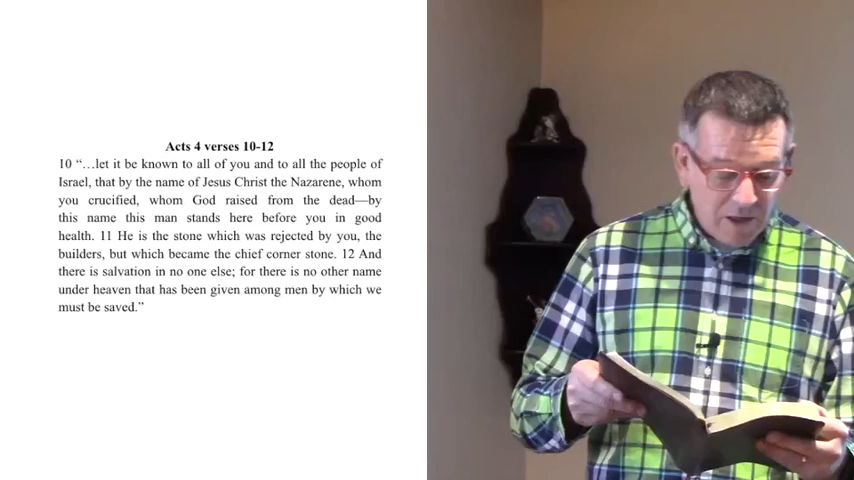 Acts 4 verses 10-12
10 “…let it be known to all of you and to all the people of
Israel, that by the name of Jesus Christ the Nazarene, whom
you crucified, whom God raised from the dead—by
this name this man stands here before you in good
health. 11 He is the stone which was rejected by you, the
builders, but which became the chief corner stone. 12 And
there is salvation in no one else; for there is no other name
under heaven that has been given among men by which we
must be saved.”